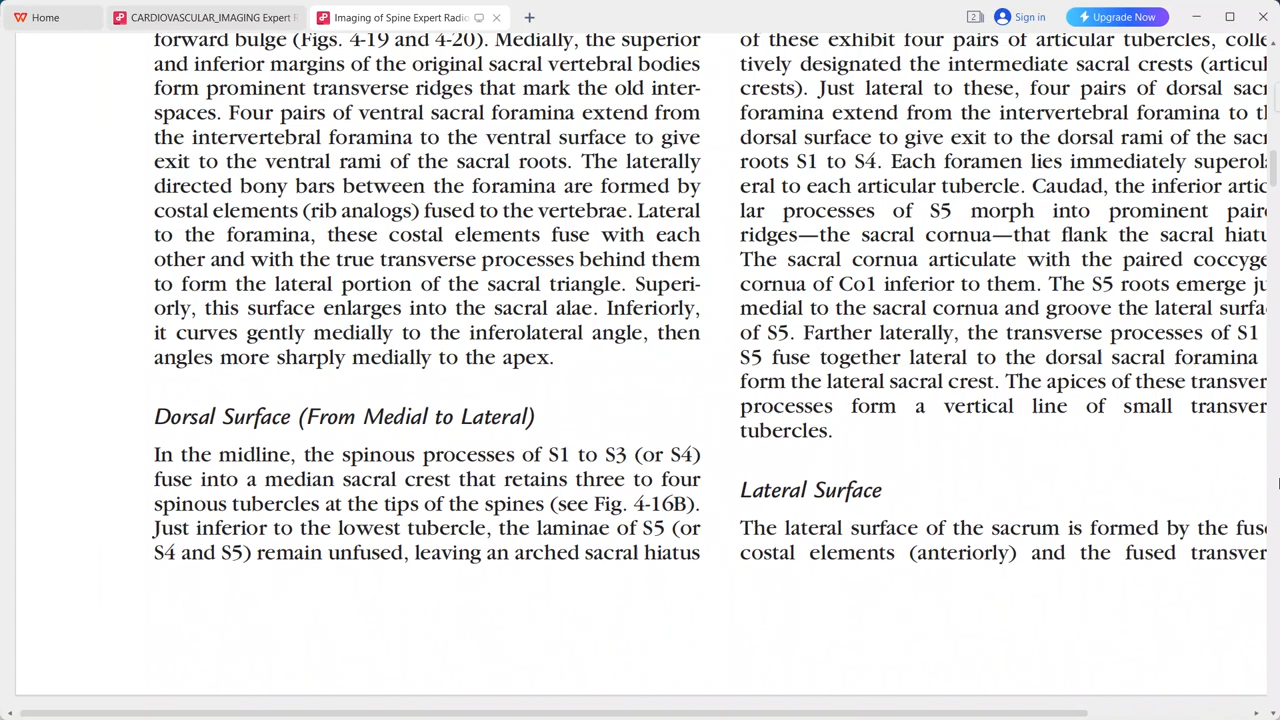 Home
CARDIOVASCULAR_IMAGING Expert R
Imaging of Spine Expert Radio
2
Sign in
Upgrade Now
forward bulge (Figs. 4-19 and 4-20). Medially, the superior
and inferior margins of the original sacral vertebral bodies
form prominent transverse ridges that mark the old inter-
spaces. Four pairs of ventral sacral foramina extend from
the intervertebral foramina to the ventral surface to give
exit to the ventral rami of the sacral roots. The laterally
directed bony bars between the foramina are formed by
costal elements (rib analogs) fused to the vertebrae. Lateral
to the foramina, these costal elements fuse with each
other and with the true transverse processes behind them
to form the lateral portion of the sacral triangle. Superi-
orly, this surface enlarges into the sacral alae. Inferiorly,
it curves gently medially to the inferolateral angle, then
angles more sharply medially to the apex.
Dorsal Surface (From Medial to Lateral)
In the midline, the spinous processes of S1 to S3 (or S4)
fuse into a median sacral crest that retains three to four
spinous tubercles at the tips of the spines (see Fig. 4-16B).
Just inferior to the lowest tubercle, the laminae of S5 (or
S4 and S5) remain unfused, leaving an arched sacral hiatus
of these exhibit four pairs of articular tubercles, colle
tively designated the intermediate sacral crests (articul
crests). Just lateral to these, four pairs of dorsal sacr
foramina extend from the intervertebral foramina to th
dorsal surface to give exit to the dorsal rami of the sacr
roots S1 to S4. Each foramen lies immediately superola
eral to each articular tubercle. Caudad, the inferior artic
lar processes of S5 morph into prominent paire
ridges—the sacral cornua—that flank the sacral hiatu
The sacral cornua articulate with the paired coccyge
cornua of Co1 inferior to them. The S5 roots emerge ju
medial to the sacral cornua and groove the lateral surfa
of S5. Farther laterally, the transverse processes of S1
S5 fuse together lateral to the dorsal sacral foramina
form the lateral sacral crest. The apices of these transver
processes form a vertical line of small transver
tubercles.
Lateral Surface
The lateral surface of the sacrum is formed by the fuse
costal elements (anteriorly) and the fused transver